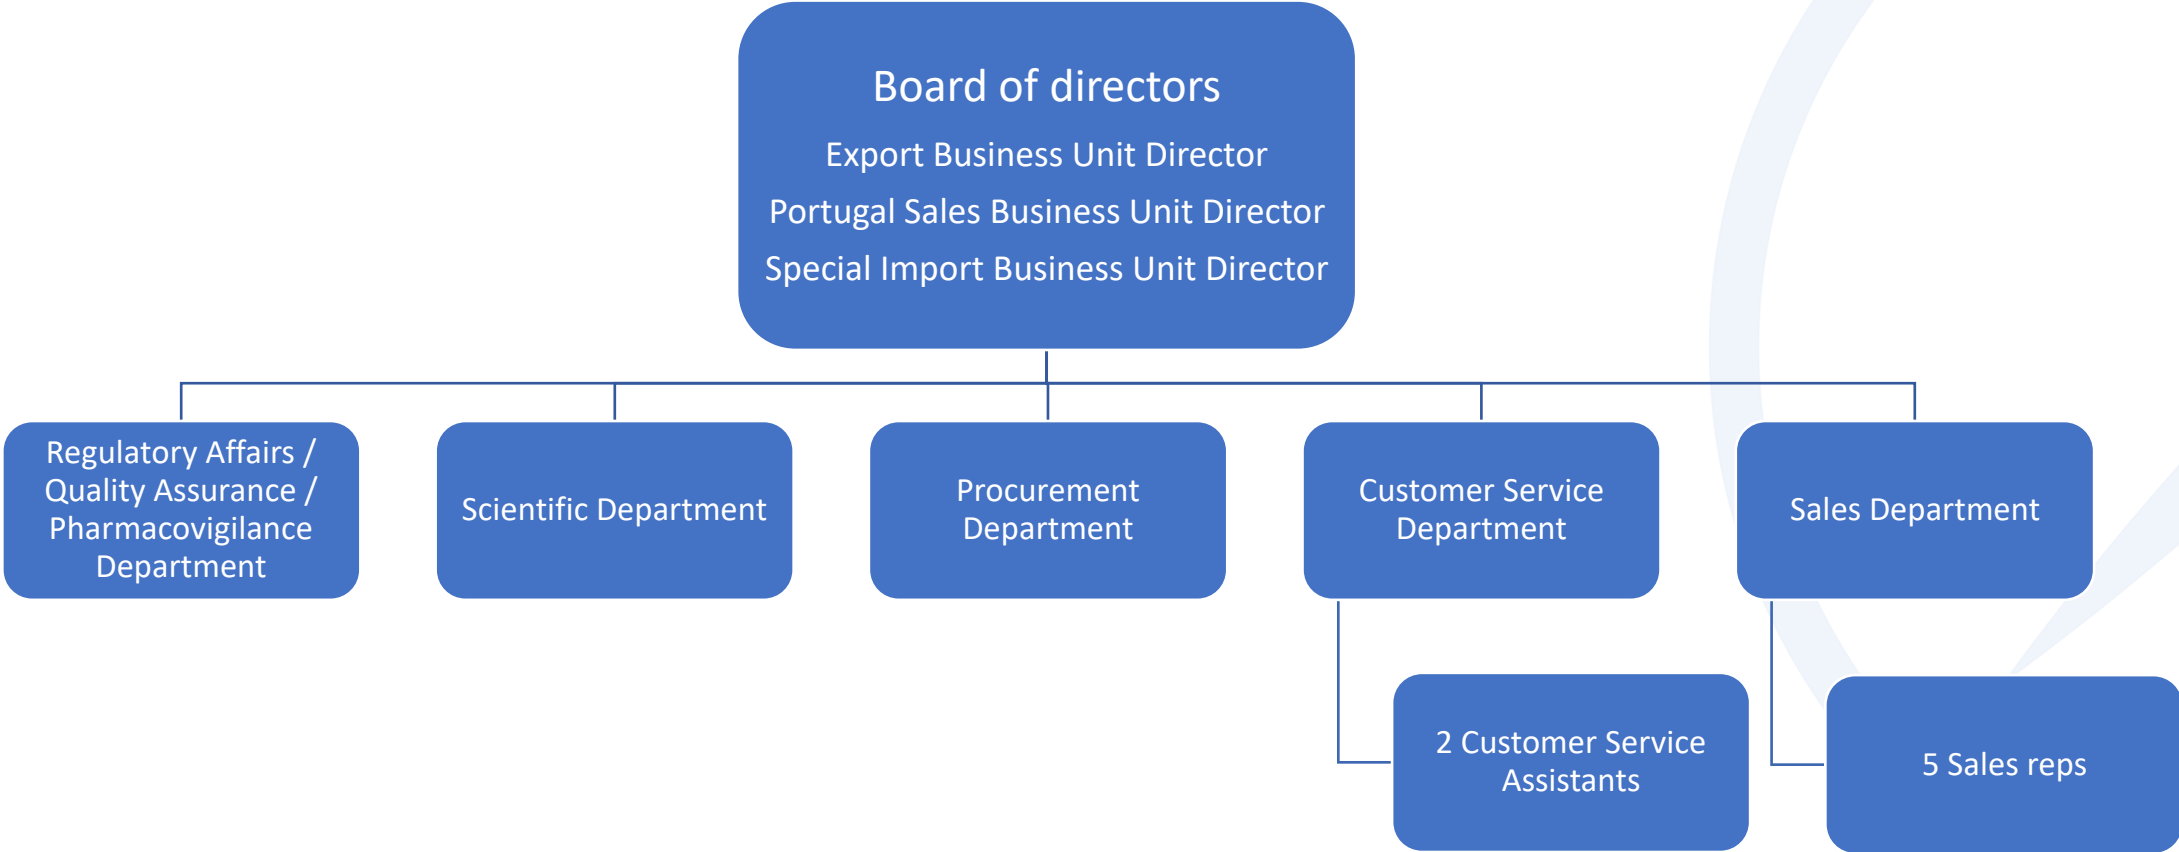 Board of directors
Export Business Unit Director
Portugal Sales Business Unit Director
Special Import Business Unit Director
Regulatory Affairs /
Quality Assurance /
Pharmacovigilance
Department
Scientific Department
Procurement
Department
Customer Service
Department
Sales Department
2 Customer Service
Assistants
5 Sales reps